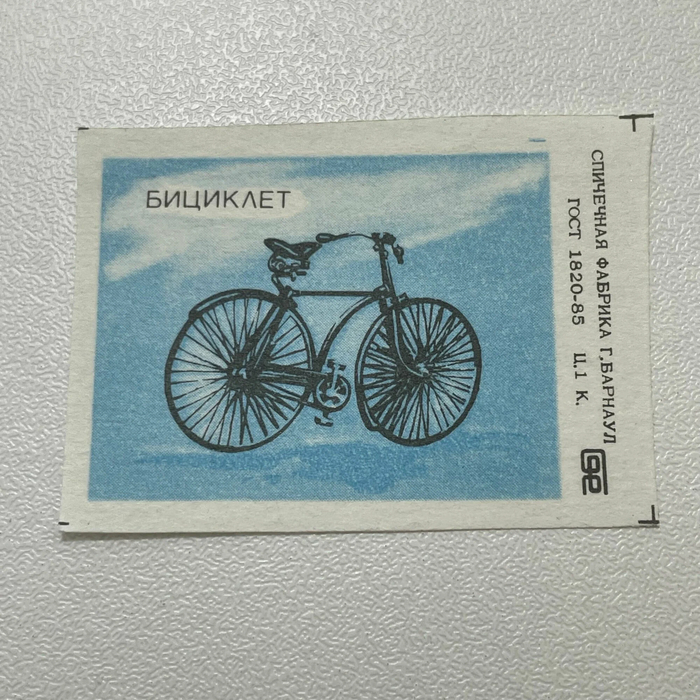 БИЦИКЛЕТ
СПИЧЕЧНАЯ ФАБРИКА Г,БАРНАУЛ
ГОСТ 1820-85 Ц.1 К.